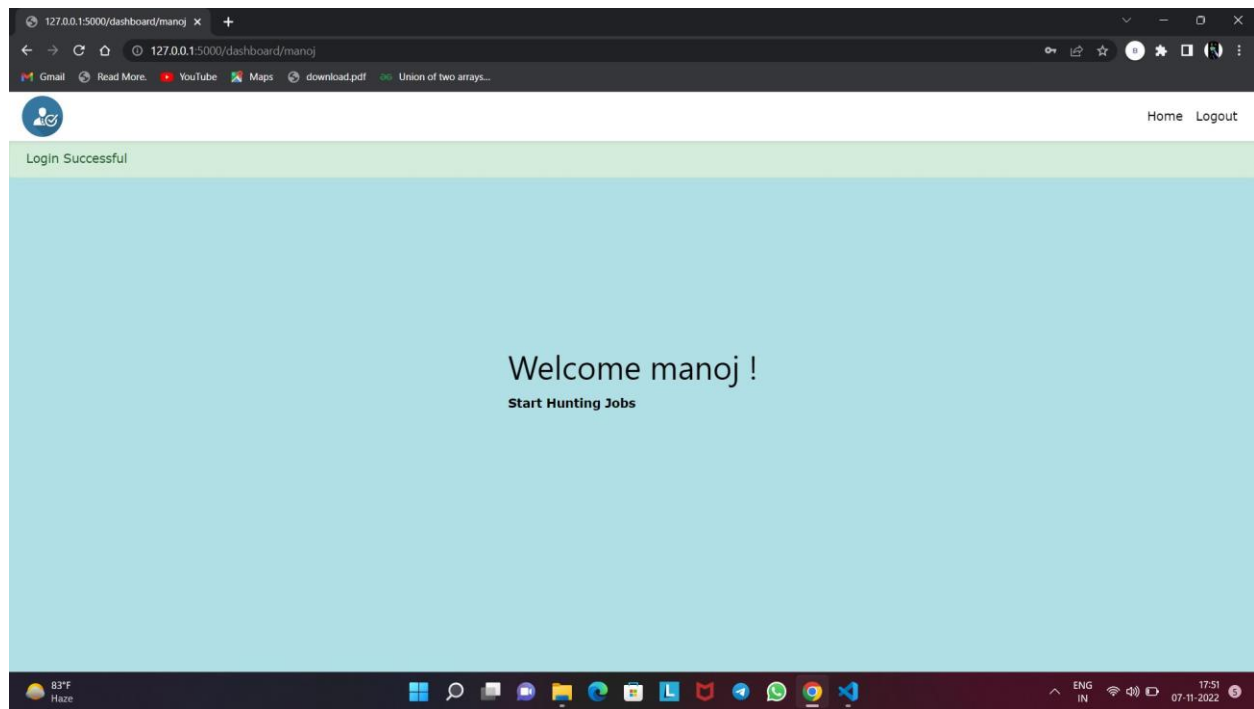 127.0.0.1:5000/dashboard/manoj
127.0.0.1:5000/dashboard/manoj
B
Gmail Read More. YouTube Maps download.pdf Union of two arrays...
Home Logout
Login Successful
Welcome manoj !
Start Hunting Jobs
83°F
Haze
L
ENG
IN
17:51
07-11-2022
5